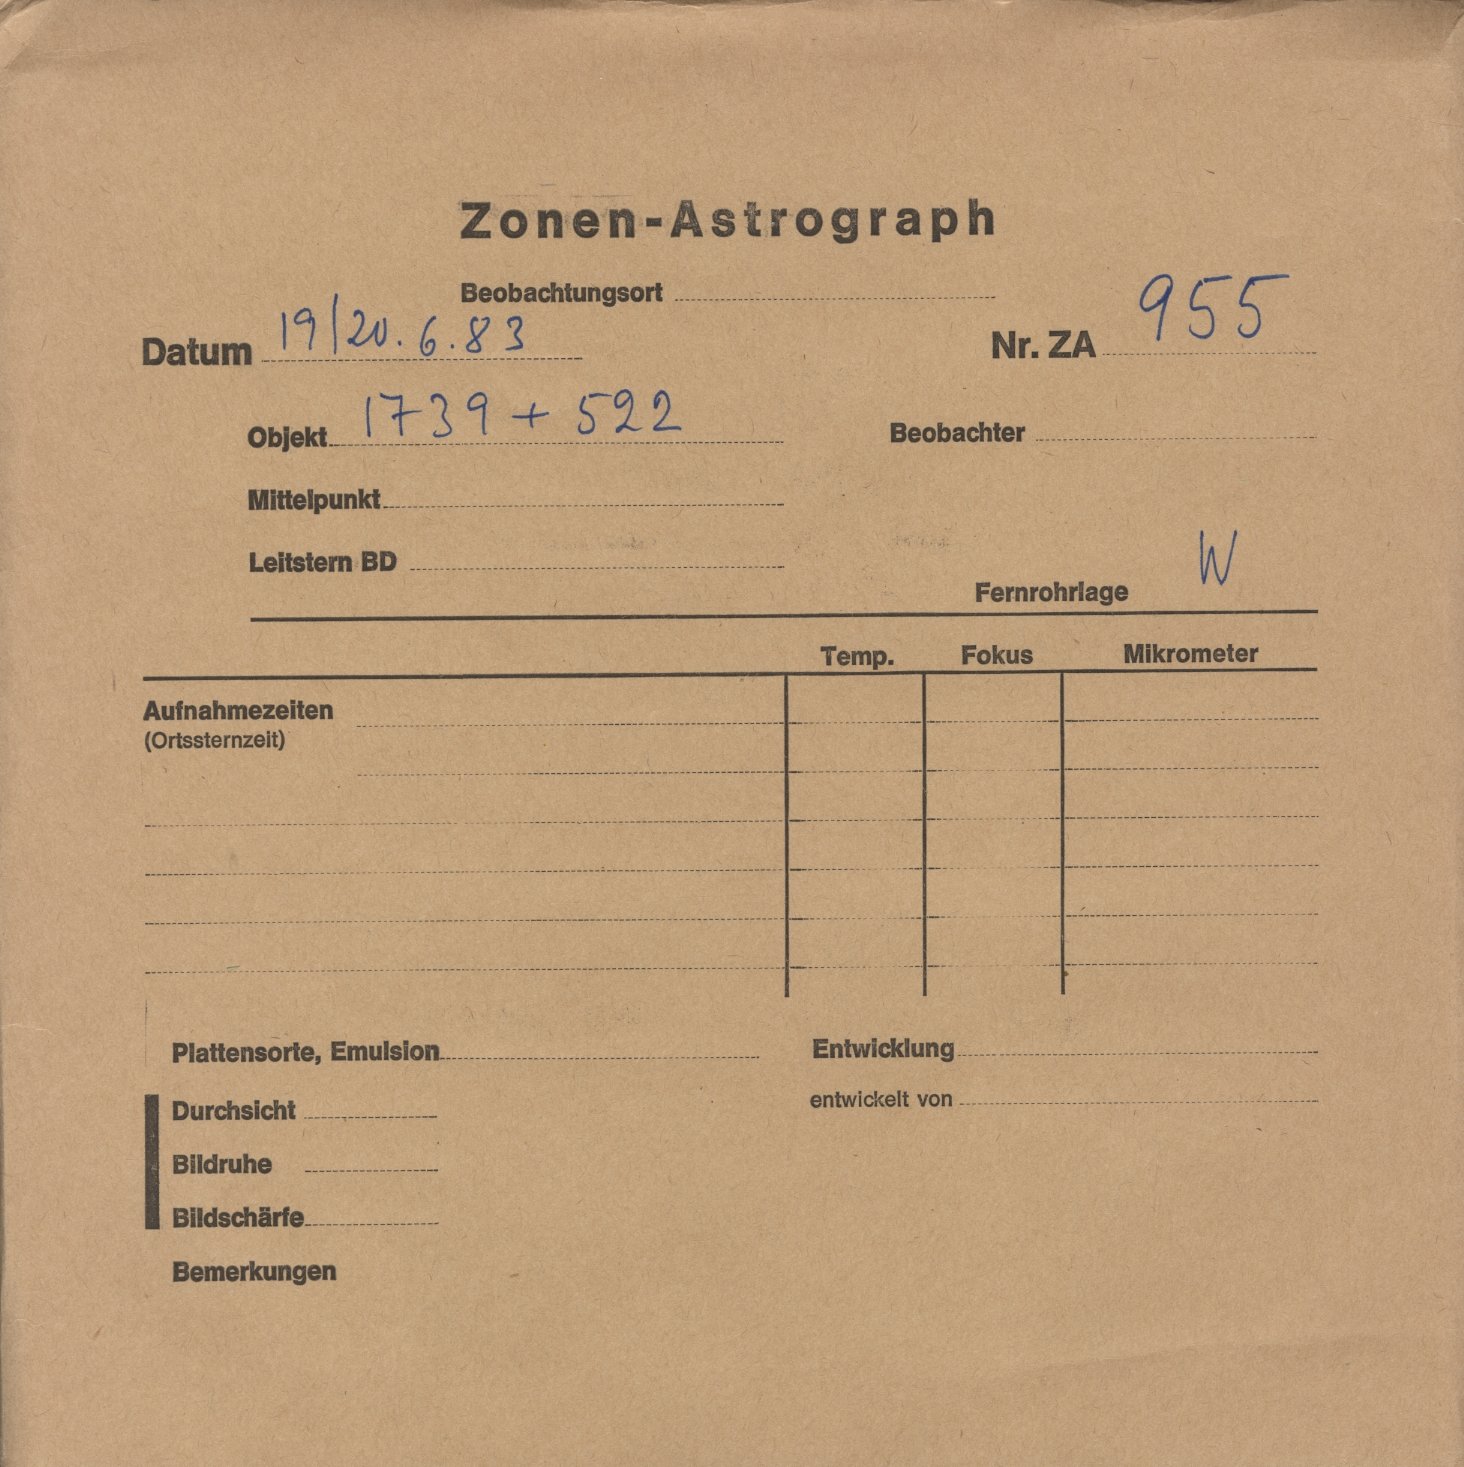 Zonen-Astrograph
Beobachtungsort
Datum 19/20.6.83
Nr. ZA 955
Objekt 1739 + 522
Beobachter
Mittelpunkt
Leitstern BD
Fernrohrlage W
Temp. Fokus Mikrometer
Aufnahmezeiten
(Ortssternzeit)
Plattensorte, Emulsion
Entwicklung
Durchsicht
entwickelt von
Bildruhe
Bildschärfe
Bemerkungen